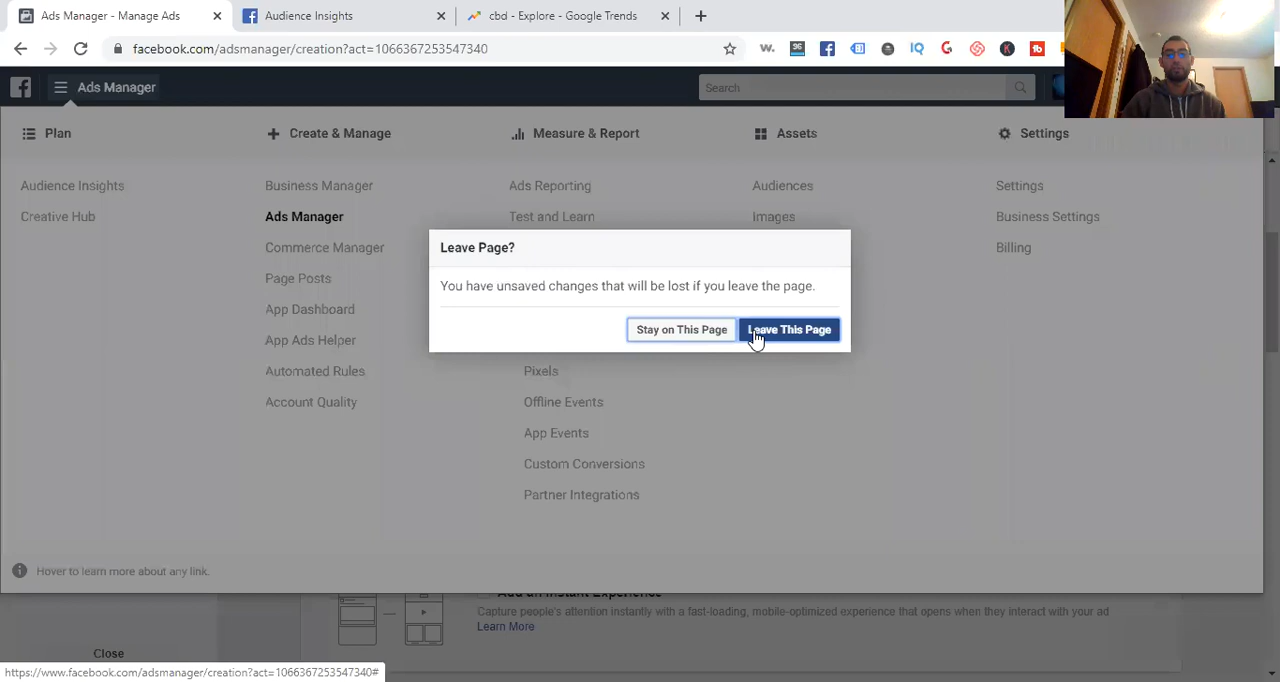 Ads Manager - Manage Ads
Audience Insights
cbd - Explore - Google Trends
facebook.com/adsmanager/creation?act=1066367253547340
Ads Manager
Search
Plan
Create & Manage
Measure & Report
Assets
Settings
Audience Insights
Business Manager
Ads Reporting
Audiences
Settings
Creative Hub
Ads Manager
Test and Learn
Images
Business Settings
Commerce Manager
Billing
Page Posts
App Dashboard
App Ads Helper
Automated Rules
Account Quality
Leave Page?
You have unsaved changes that will be lost if you leave the page.
Stay on This Page
Leave This Page
Pixels
Offline Events
App Events
Custom Conversions
Partner Integrations
Hover to learn more about any link.
Add an Instant Experience
Capture people's attention instantly with a fast-loading, mobile-optimized experience that opens when they interact with your ad
Learn More
Close
https://www.facebook.com/adsmanager/creation?act=1066367253547340#